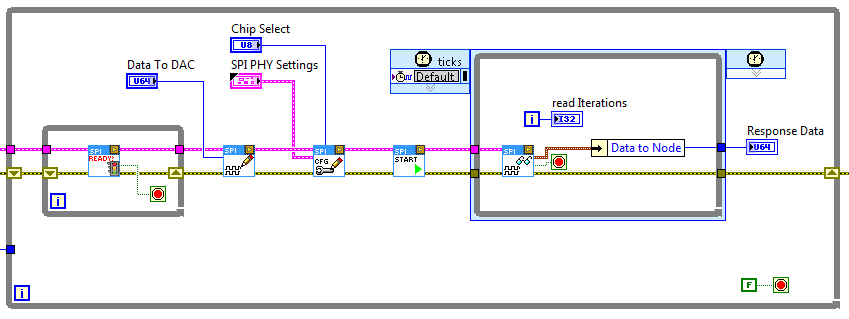 Chip Select
U8
Data To DAC
U64
SPI PHY Settings
ticks
Default
read Iterations
i
I32
Response Data
U64
SPI
READY?
SPI
SPI
CFG
SPI
START
SPI
Data to Node
i
i
F